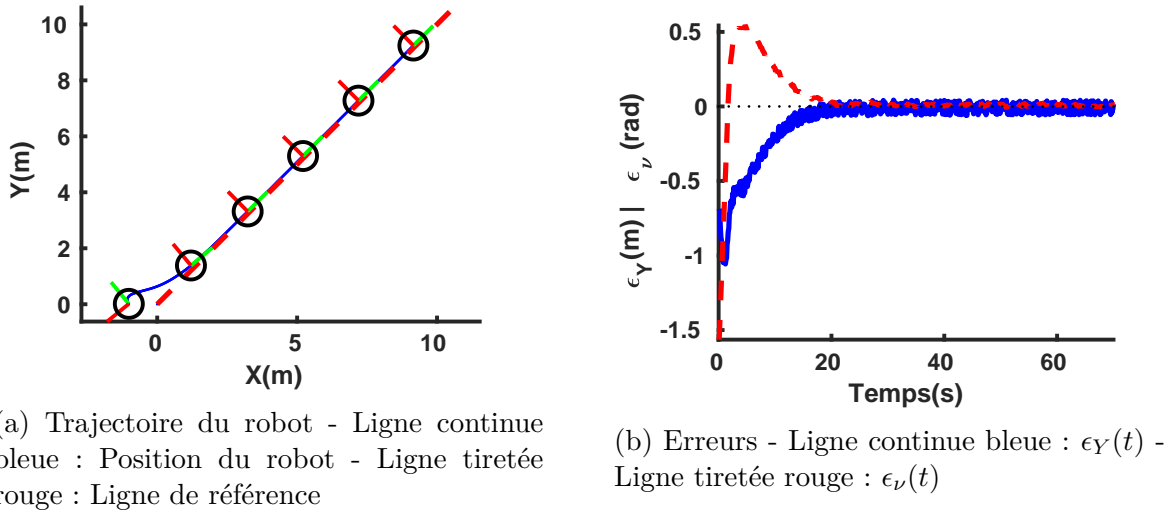 10
8
6
4
2
0
Y(m)
0
5
10
X(m)
(a) Trajectoire du robot - Ligne continue
bleue : Position du robot - Ligne tiretée
rouge : Ligne de référence
0.5
0
-0.5
-1
-1.5
ϵY(m) | ϵν(rad)
0
20
40
60
Temps(s)
(b) Erreurs - Ligne continue bleue : ϵY(t) -
Ligne tiretée rouge : ϵν(t)